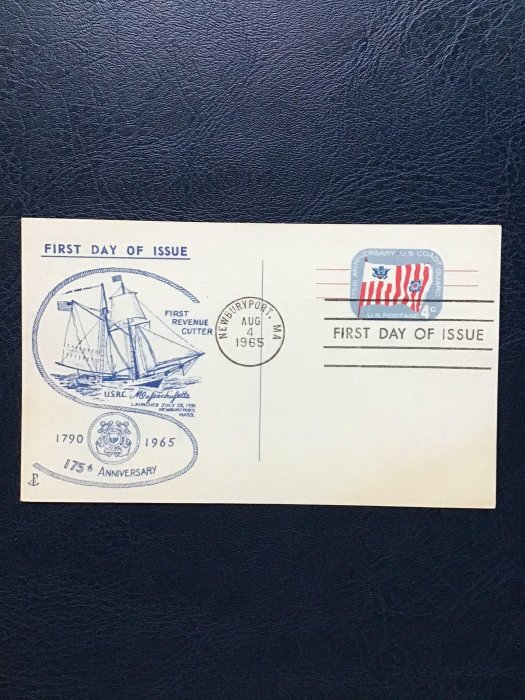 FIRST DAY OF ISSUE
FIRST
REVENUE
CUTTER
U.S.R.C. Massachusetts
LAUNCHED JULY 23, 1791
NEWBURYPORT,
MASS.
1790
1965
175th ANNIVERSARY
NEWBURYPORT, MA
AUG
4
1965
175TH ANNIVERSARY · U.S. COAST GUARD
U.S. POSTAGE 4¢
FIRST DAY OF ISSUE